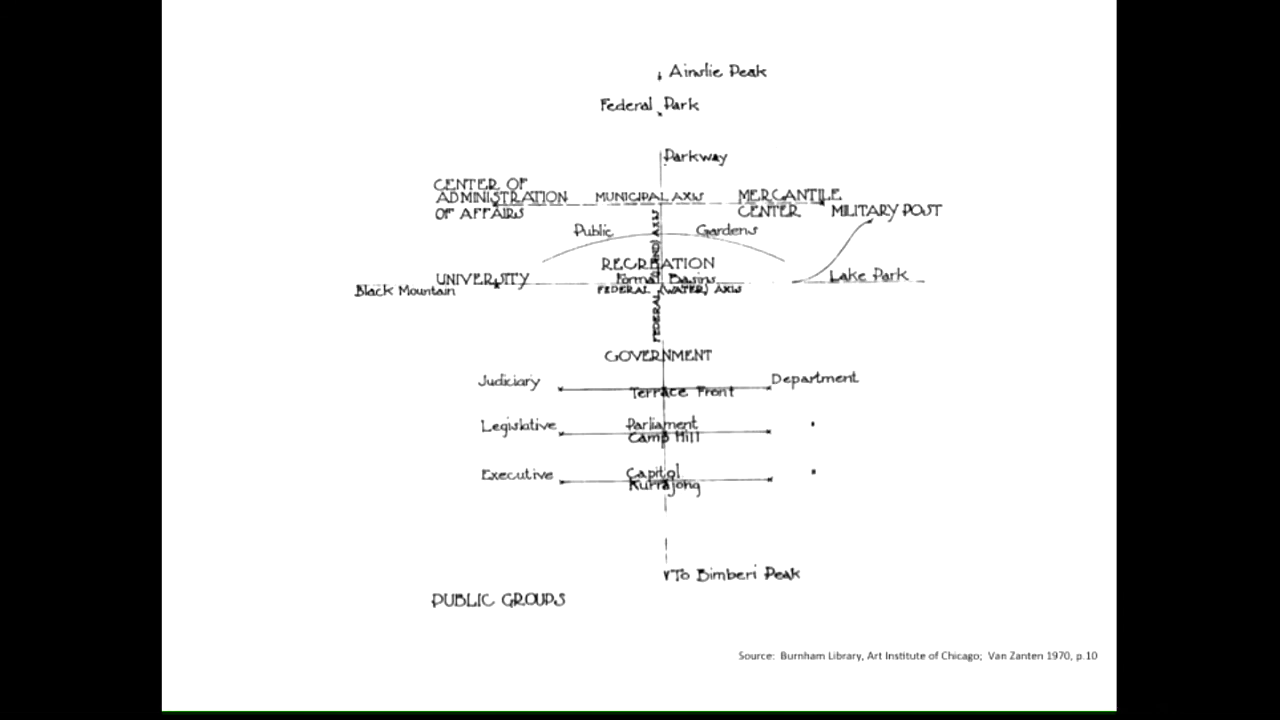 Ainslie Peak
Federal Park
Parkway
CENTER OF
ADMINISTRATION
OF AFFAIRS
MUNICIPAL AXIS
MERCANTILE
CENTER
MILITARY POST
Public Gardens
FEDERAL (LAND) AXIS
RECREATION
UNIVERSITY
Formal Basins
Lake Park
Black Mountain
FEDERAL (WATER) AXIS
GOVERNMENT
Judiciary
Department
Terrace Front
Legislative
Parliament
Camp Hill
Executive
Capitol
Kurrajong
To Bimberi Peak
PUBLIC GROUPS
Source: Burnham Library, Art Institute of Chicago; Van Zanten 1970, p.10